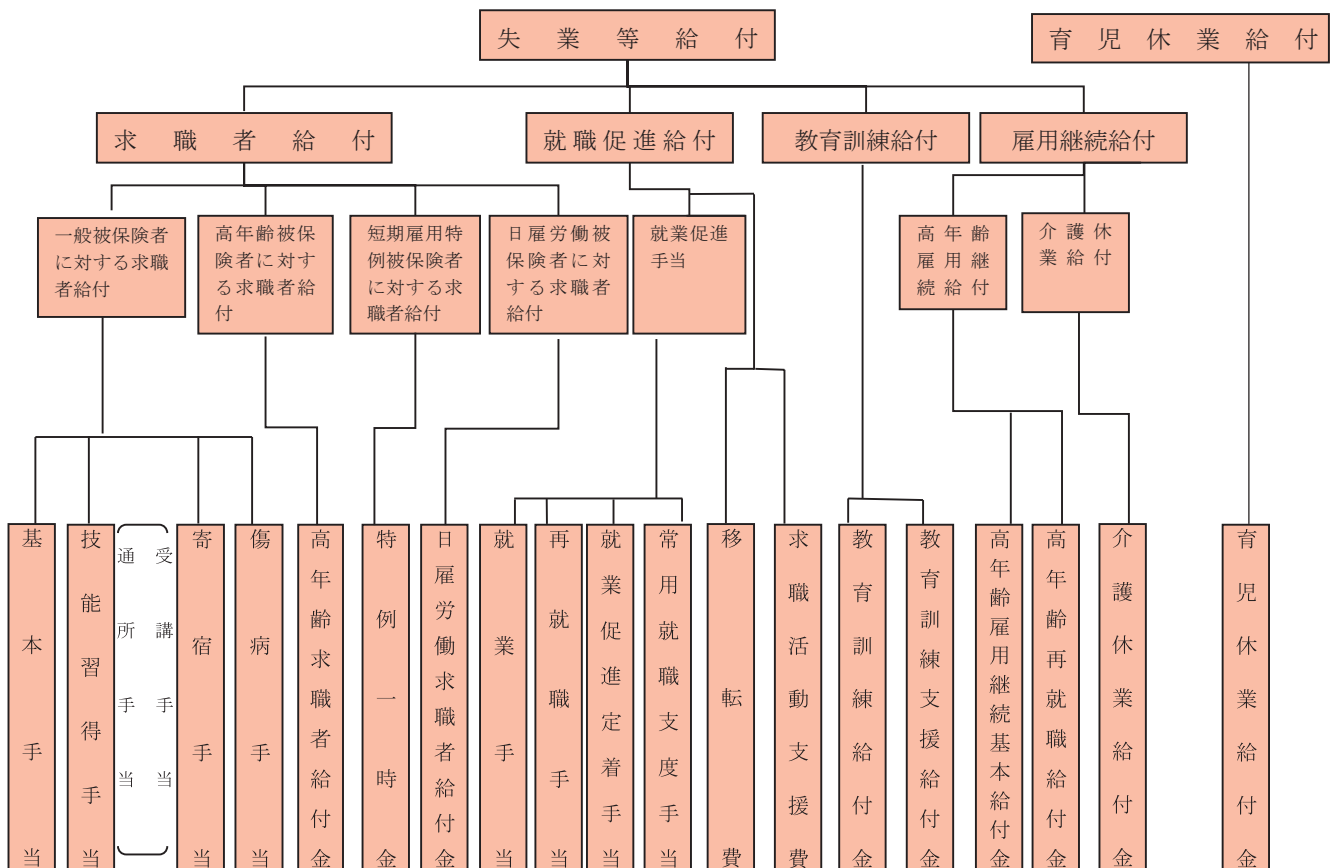 失業等給付
育児休業給付
求職者給付
就職促進給付
教育訓練給付
雇用継続給付
一般被保険者
に対する求職
者給付
高年齢被保
険者に対す
る求職者給
付
短期雇用特
例被保険者
に対する求
職者給付
日雇労働被
保険者に対
する求職者
給付
就業促進
手当
高年齢
雇用継
続給付
介護休
業給付
基本手当
技能習得手当
受講手当
通所手当
寄宿手当
傷病手当
高年齢求職者給付金
特例一時金
日雇労働求職者給付金
就業手当
再就職手当
就業促進定着手当
常用就職支度手当
移転費
求職活動支援費
教育訓練給付金
教育訓練支援給付金
高年齢雇用継続基本給付金
高年齢再就職給付金
介護休業給付金
育児休業給付金